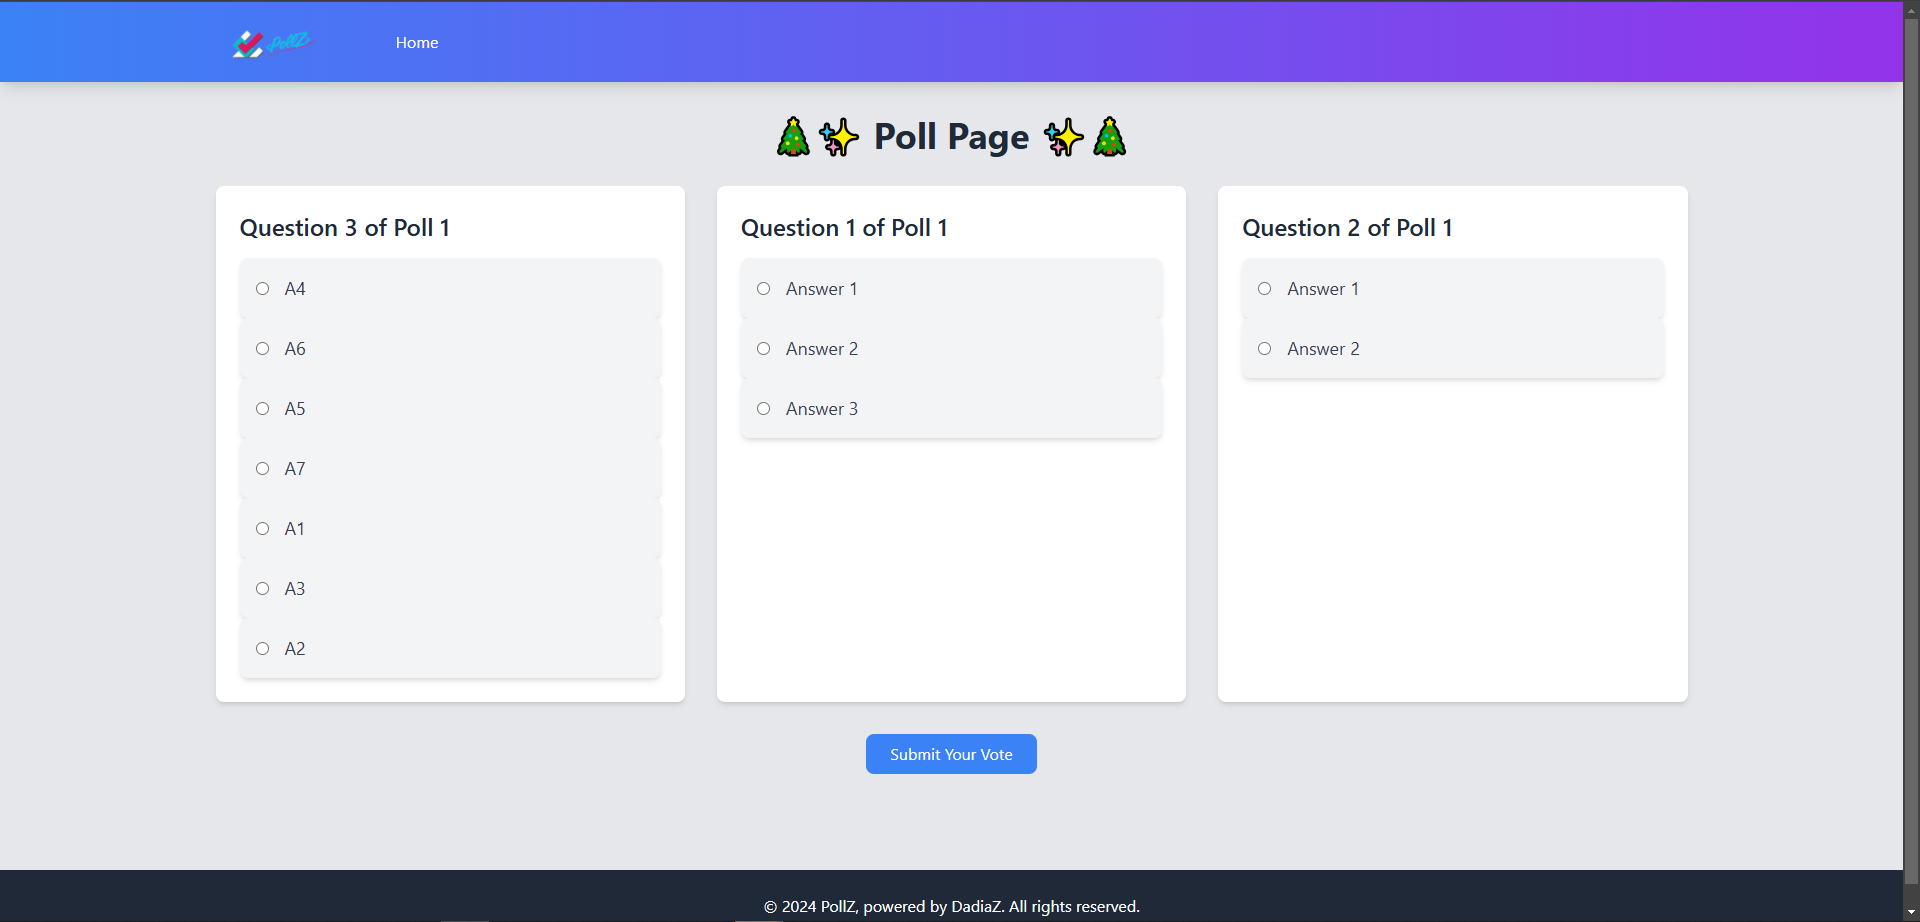 PollZ
Home
🎄✨ Poll Page ✨🎄
Question 3 of Poll 1
A4
A6
A5
A7
A1
A3
A2
Question 1 of Poll 1
Answer 1
Answer 2
Answer 3
Question 2 of Poll 1
Answer 1
Answer 2
Submit Your Vote
© 2024 PollZ, powered by DadiaZ. All rights reserved.